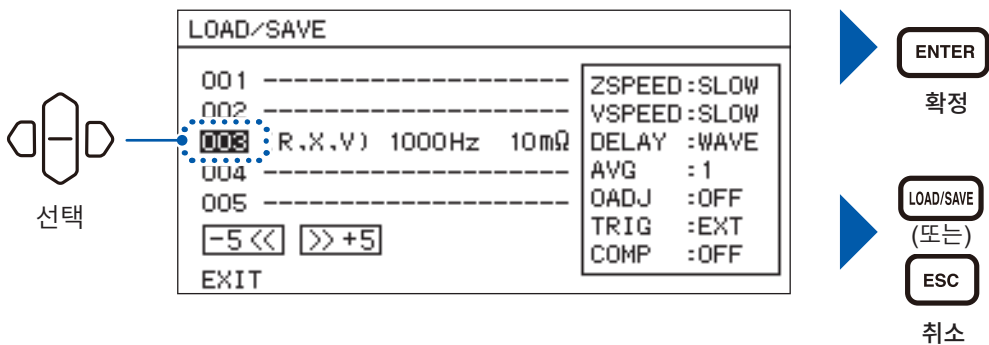 LOAD/SAVE
001 --------------------
002 --------------------
003 (R.X.V) 1000Hz 10mΩ
004 --------------------
005 --------------------
-5 << >> +5
EXIT
ZSPEED:SLOW
VSPEED:SLOW
DELAY :WAVE
AVG :1
OADJ :OFF
TRIG :EXT
COMP :OFF
선택
ENTER
확정
LOAD/SAVE
(또는)
ESC
취소